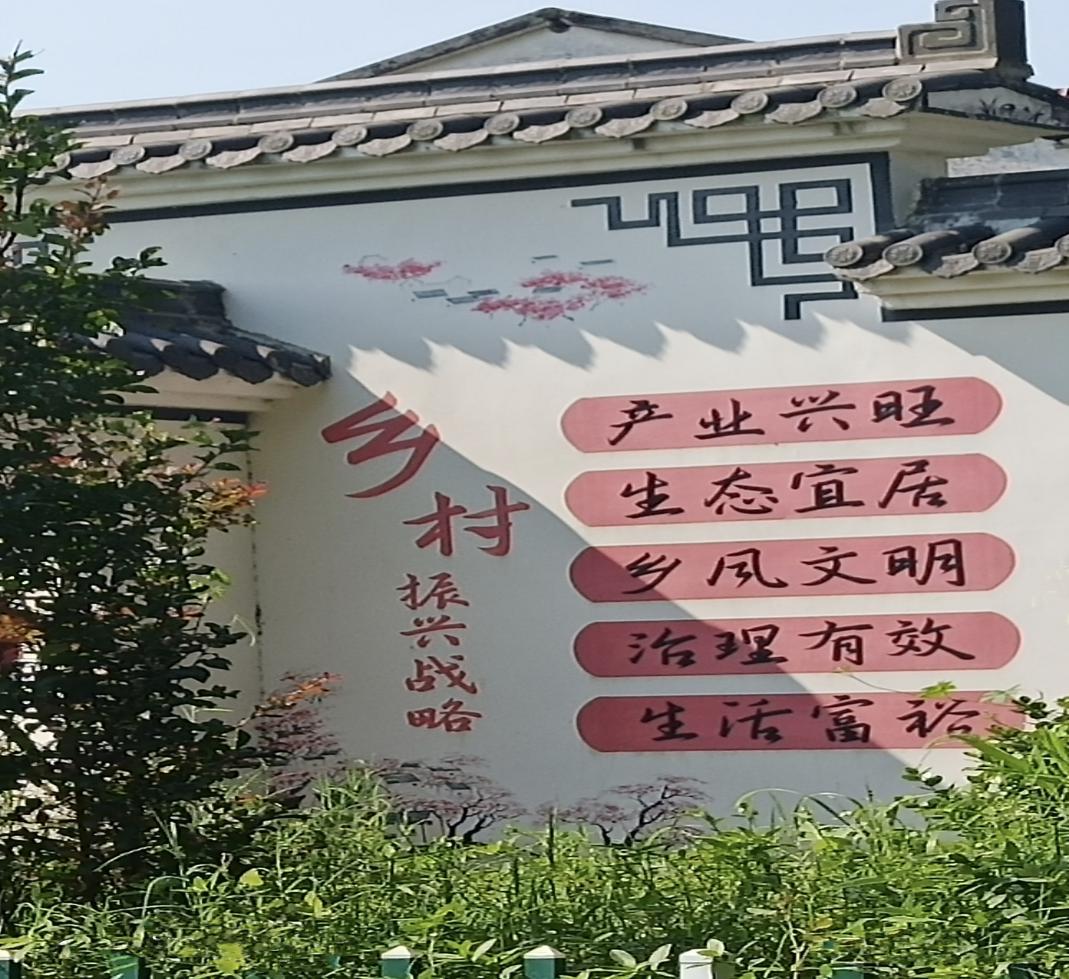 乡村
振兴战略
产业兴旺
生态宜居
乡风文明
治理有效
生活富裕